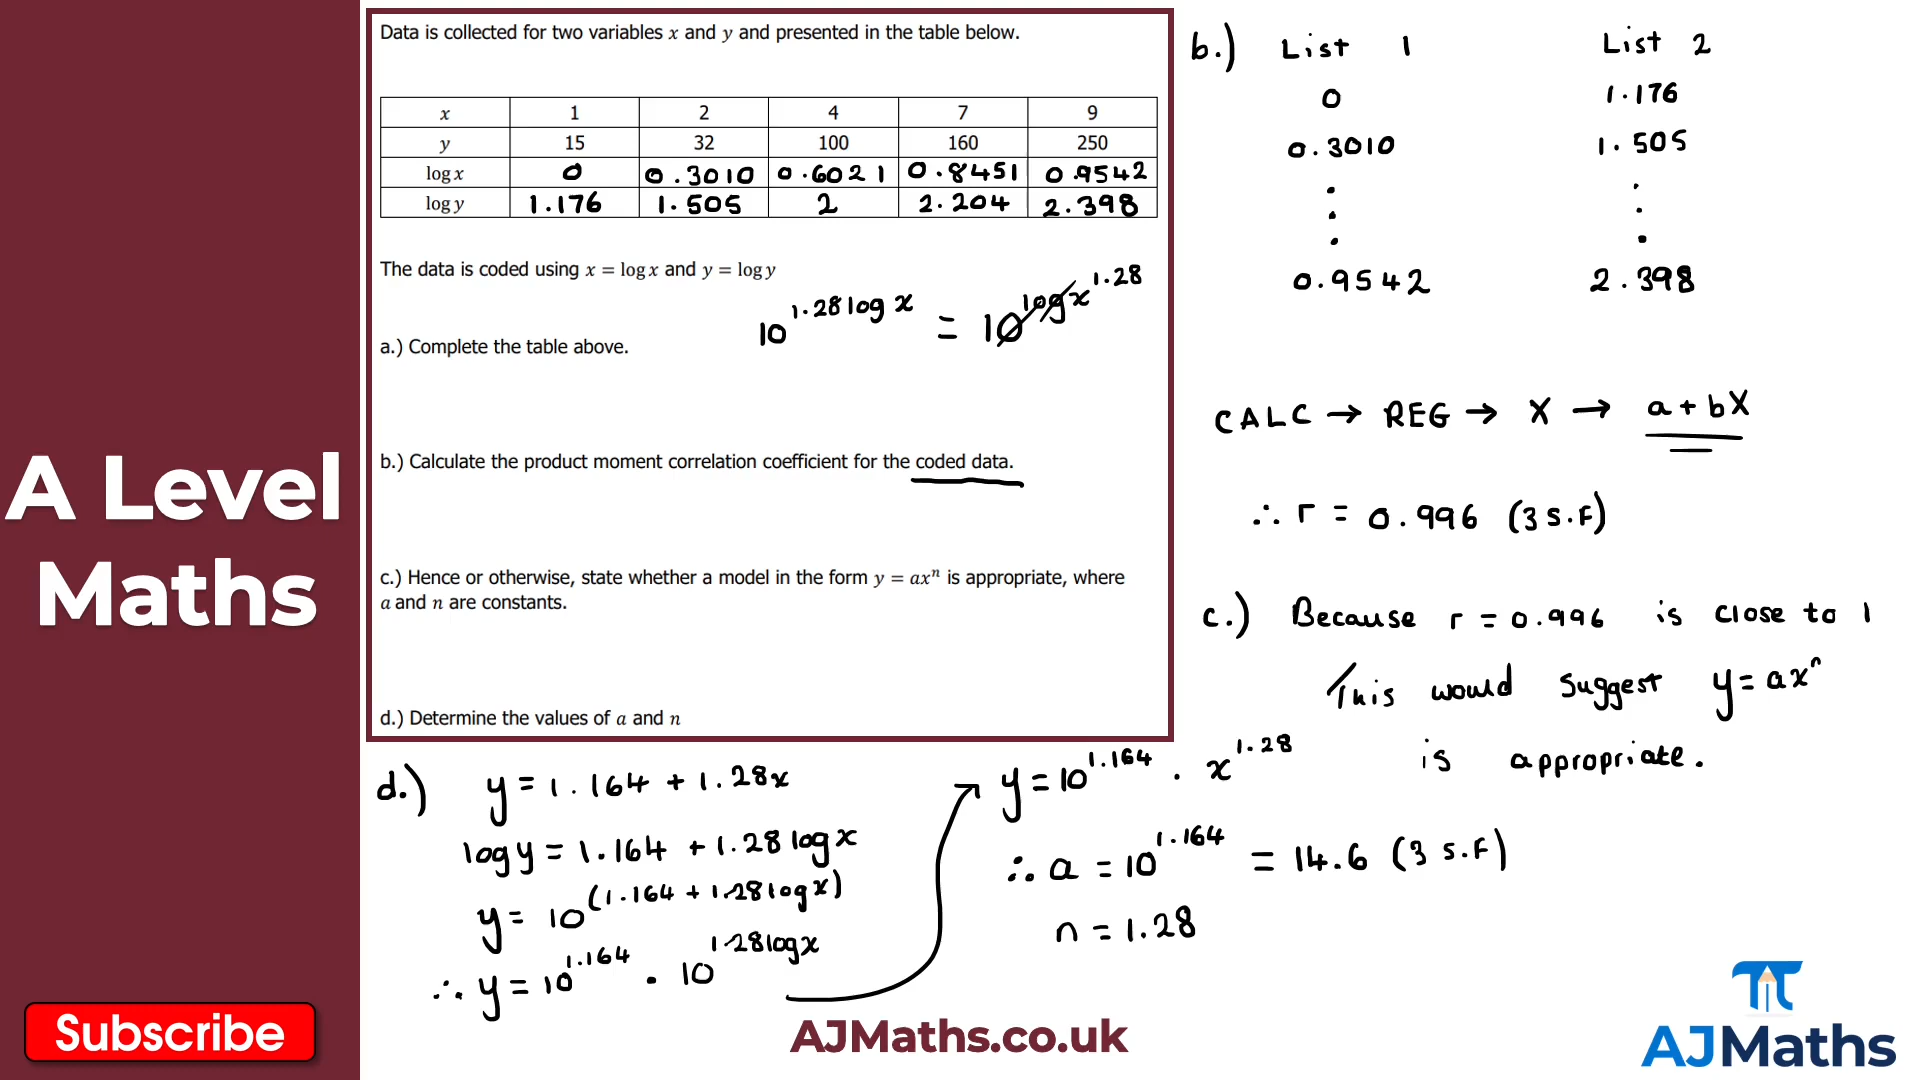 A Level
Maths
Subscribe
Data is collected for two variables x and y and presented in the table below.
x 1 2 4 7 9
y 15 32 100 160 250
log x 0 0.3010 0.6021 0.8451 0.9542
log y 1.176 1.505 2 2.204 2.398
The data is coded using x = log x and y = log y
10^{1.28 log x} = 10^{log x^{1.28}}
a.) Complete the table above.
b.) Calculate the product moment correlation coefficient for the coded data.
c.) Hence or otherwise, state whether a model in the form y = axⁿ is appropriate, where
a and n are constants.
d.) Determine the values of a and n
b.) List 1 List 2
0 1.176
0.3010 1.505
. .
. .
. .
0.9542 2.398
CALC → REG → X → a+bX
∴ r = 0.996 (3 s.F)
c.) Because r = 0.996 is close to 1
This would suggest y = axⁿ
is appropriate.
d.) y = 1.164 + 1.28x
log y = 1.164 + 1.28 log x
y = 10^{(1.164 + 1.28 log x)}
∴ y = 10^{1.164} . 10^{1.28 log x}
y = 10^{1.164} . x^{1.28}
∴ a = 10^{1.164} = 14.6 (3 s.F)
n = 1.28
AJMaths.co.uk
AJMaths